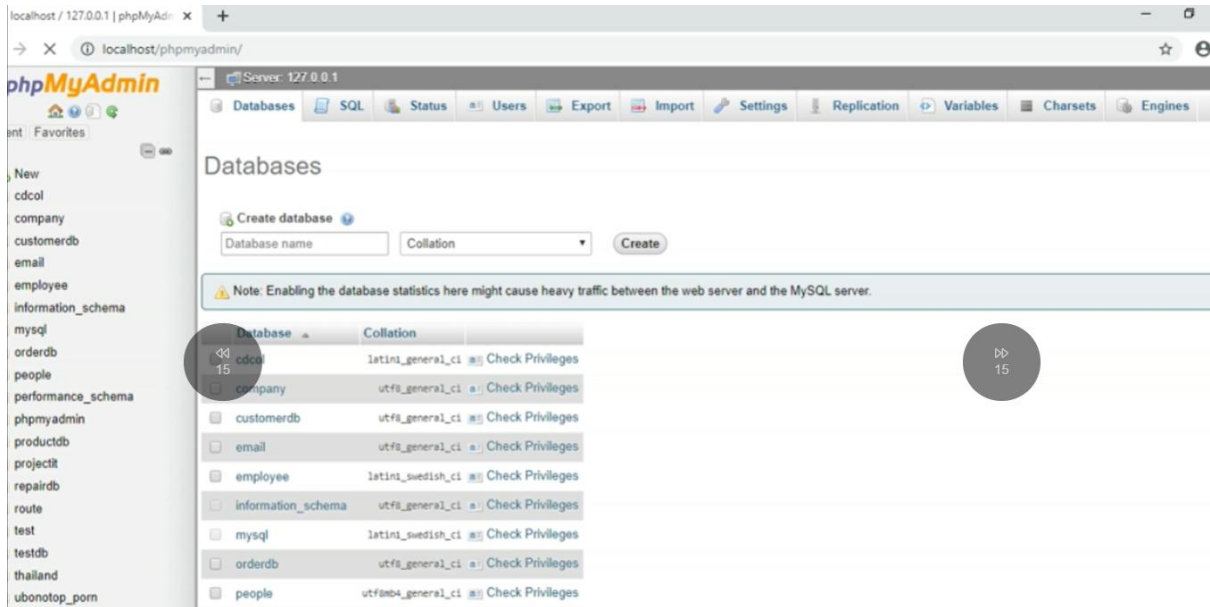 localhost / 127.0.0.1 | phpMyAdn
localhost/phpmyadmin/
phpMyAdmin
ent Favorites
New
cdcol
company
customerdb
email
employee
information_schema
mysql
orderdb
people
performance_schema
phpmyadmin
productdb
projectit
repairdb
route
test
testdb
thailand
ubonotop_porn
Server: 127.0.0.1
Databases SQL Status Users Export Import Settings Replication Variables Charsets Engines
Databases
Create database
Database name Collation Create
Note: Enabling the database statistics here might cause heavy traffic between the web server and the MySQL server.
Database Collation
cdcol latin1_general_ci Check Privileges
company utf8_general_ci Check Privileges
customerdb utf8_general_ci Check Privileges
email utf8_general_ci Check Privileges
employee latin1_swedish_ci Check Privileges
information_schema utf8_general_ci Check Privileges
mysql latin1_swedish_ci Check Privileges
orderdb utf8_general_ci Check Privileges
people utf8mb4_general_ci Check Privileges
15
15